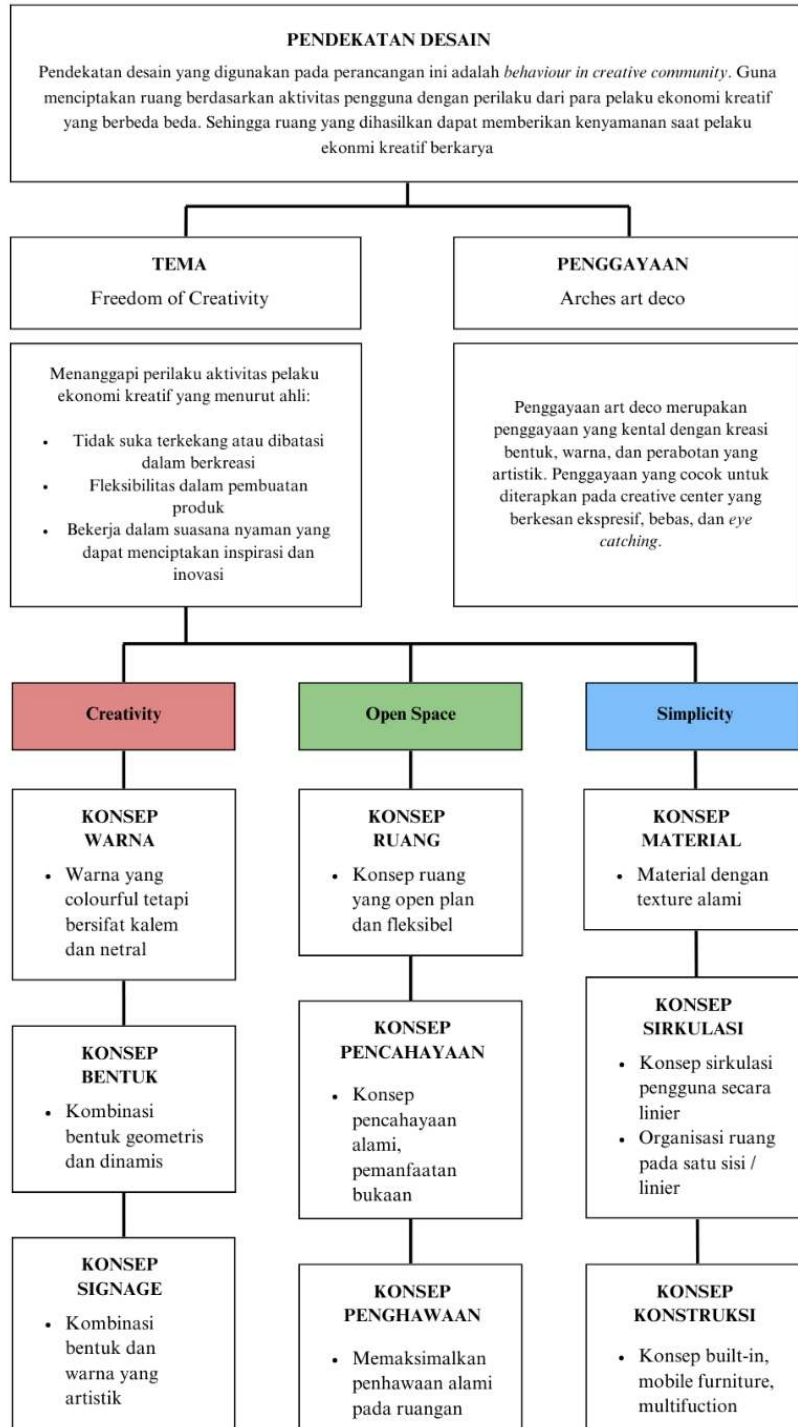 PENDEKATAN DESAIN
Pendekatan desain yang digunakan pada perancangan ini adalah behaviour in creative community. Guna
menciptakan ruang berdasarkan aktivitas pengguna dengan perilaku dari para pelaku ekonomi kreatif
yang berbeda beda. Sehingga ruang yang dihasilkan dapat memberikan kenyamanan saat pelaku
ekonmi kreatif berkarya
TEMA
Freedom of Creativity
PENGGAYAAN
Arches art deco
Menanggapi perilaku aktivitas pelaku
ekonomi kreatif yang menurut ahli:
• Tidak suka terkekang atau dibatasi
dalam berkreasi
• Fleksibilitas dalam pembuatan
produk
• Bekerja dalam suasana nyaman yang
dapat menciptakan inspirasi dan
inovasi
Penggayaan art deco merupakan
penggayaan yang kental dengan kreasi
bentuk, warna, dan perabotan yang
artistik. Penggayaan yang cocok untuk
diterapkan pada creative center yang
berkesan ekspresif, bebas, dan eye
catching.
Creativity
Open Space
Simplicity
KONSEP
WARNA
• Warna yang
colourful tetapi
bersifat kalem
dan netral
KONSEP
RUANG
• Konsep ruang
yang open plan
dan fleksibel
KONSEP
MATERIAL
• Material dengan
texture alami
KONSEP
BENTUK
• Kombinasi
bentuk geometris
dan dinamis
KONSEP
PENCAHAYAAN
• Konsep
pencahayaan
alami,
pemanfaatan
bukaan
KONSEP
SIRKULASI
• Konsep sirkulasi
pengguna secara
linier
• Organisasi ruang
pada satu sisi /
linier
KONSEP
SIGNAGE
• Kombinasi
bentuk dan
warna yang
artistik
KONSEP
PENGHAWAAN
• Memaksimalkan
penhawaan alami
pada ruangan
KONSEP
KONSTRUKSI
• Konsep built-in,
mobile furniture,
multifuction